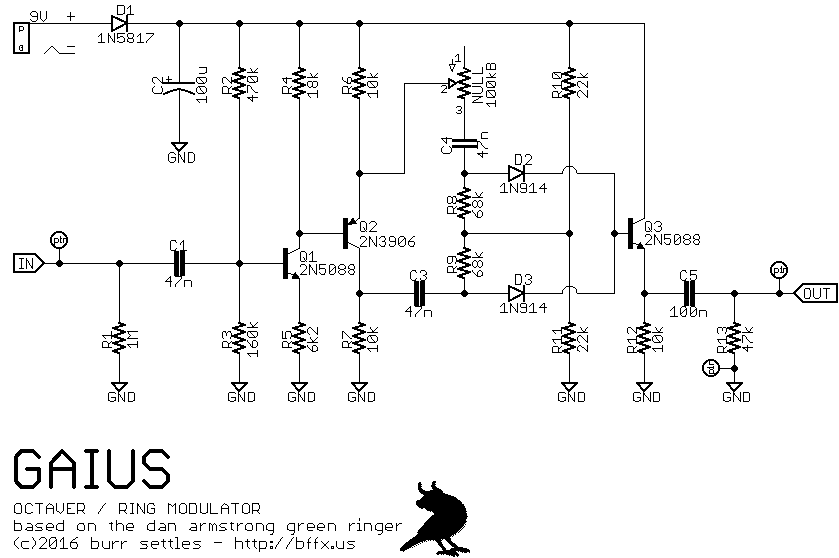 9V + D1
1N5817
P G
-
C2 + 100u
R2 470k
R4 18k
R6 10k
1
2
3
NULL 100kB
R10 22k
GND
C4 47n
D2
1N914
R8 68k
ptn
IN
C1
47n
Q1
2N5088
Q2
2N3906
Q3
2N5088
R9 68k
C3
47n
D3
1N914
C5
100n
ptn
OUT
R1 1M
R3 160k
R5 6k2
R7 10k
R11 22k
R12 10k
R13 47k
ptn
GND
GND
GND
GND
GND
GND
GND
GAIUS
OCTAVER / RING MODULATOR
based on the dan armstrong green ringer
(c)2016 burr settles - http://bffx.us